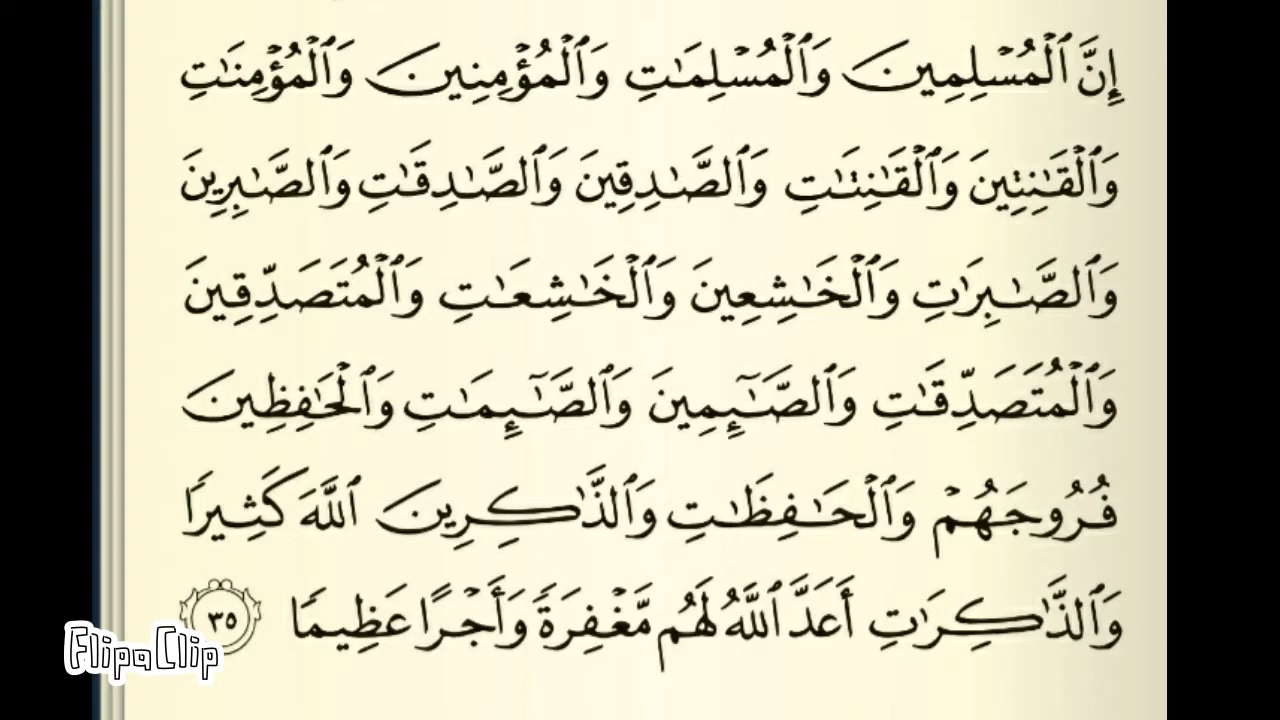 إِنَّ ٱلْمُسْلِمِينَ وَٱلْمُسْلِمَٰتِ وَٱلْمُؤْمِنِينَ وَٱلْمُؤْمِنَٰتِ
وَٱلْقَٰنِتِينَ وَٱلْقَٰنِتَٰتِ وَٱلصَّٰدِقِينَ وَٱلصَّٰدِقَٰتِ وَٱلصَّٰبِرِينَ
وَٱلصَّٰبِرَٰتِ وَٱلْخَٰشِعِينَ وَٱلْخَٰشِعَٰتِ وَٱلْمُتَصَدِّقِينَ
وَٱلْمُتَصَدِّقَٰتِ وَٱلصَّٰٓئِمِينَ وَٱلصَّٰٓئِمَٰتِ وَٱلْحَٰفِظِينَ
فُرُوجَهُمْ وَٱلْحَٰفِظَٰتِ وَٱلذَّٰكِرِينَ ٱللَّهَ كَثِيرًا
وَٱلذَّٰكِرَٰتِ أَعَدَّ ٱللَّهُ لَهُم مَّغْفِرَةً وَأَجْرًا عَظِيمًا ٣٥
FlipaClip